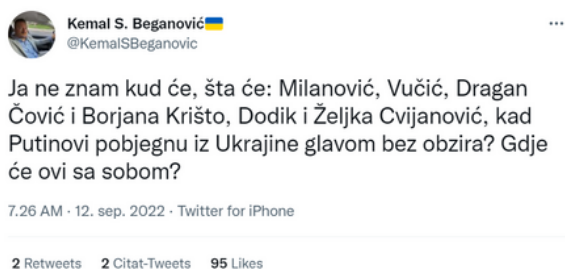 Kemal S. Beganović🇺🇦
@KemalSBeganovic
Ja ne znam kud će, šta će: Milanović, Vučić, Dragan
Čović i Borjana Krišto, Dodik i Željka Cvijanović, kad
Putinovi pobjegnu iz Ukrajine glavom bez obzira? Gdje
će ovi sa sobom?
7.26 AM · 12. sep. 2022 · Twitter for iPhone
2 Retweets 2 Citat-Tweets 95 Likes